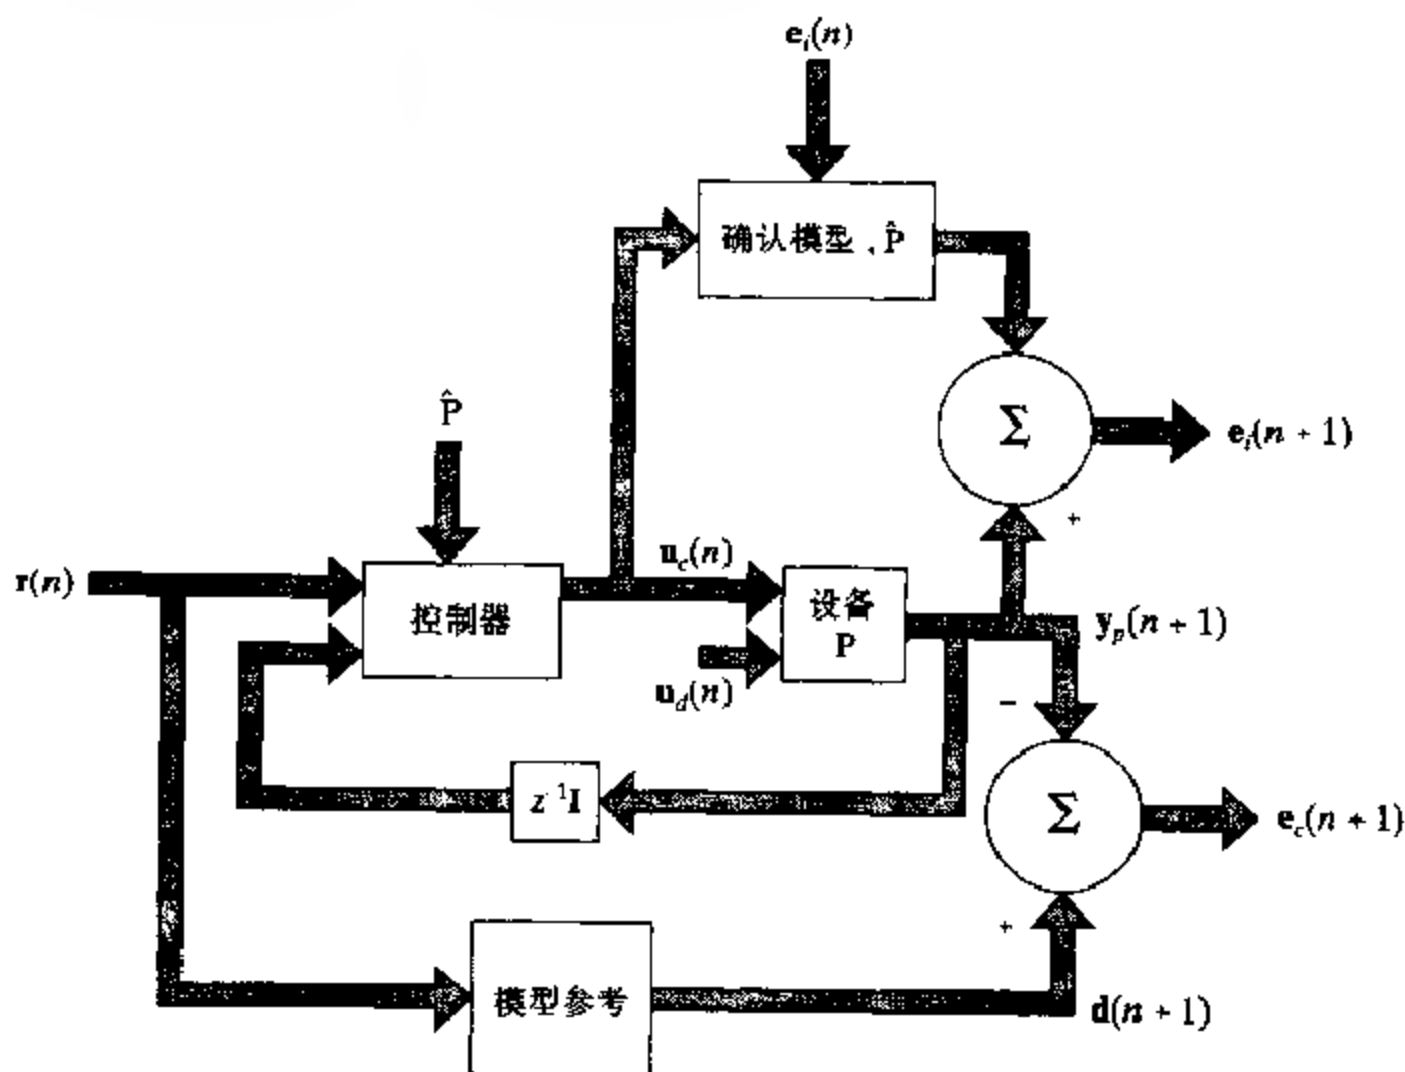 e_i(n)
确认模型，P̂
Σ
e_i(n + 1)
+
P̂
r(n)
控制器
u_c(n)
设备
P
u_d(n)
y_p(n + 1)
−
z⁻¹I
Σ
e_c(n + 1)
+
模型参考
d(n + 1)